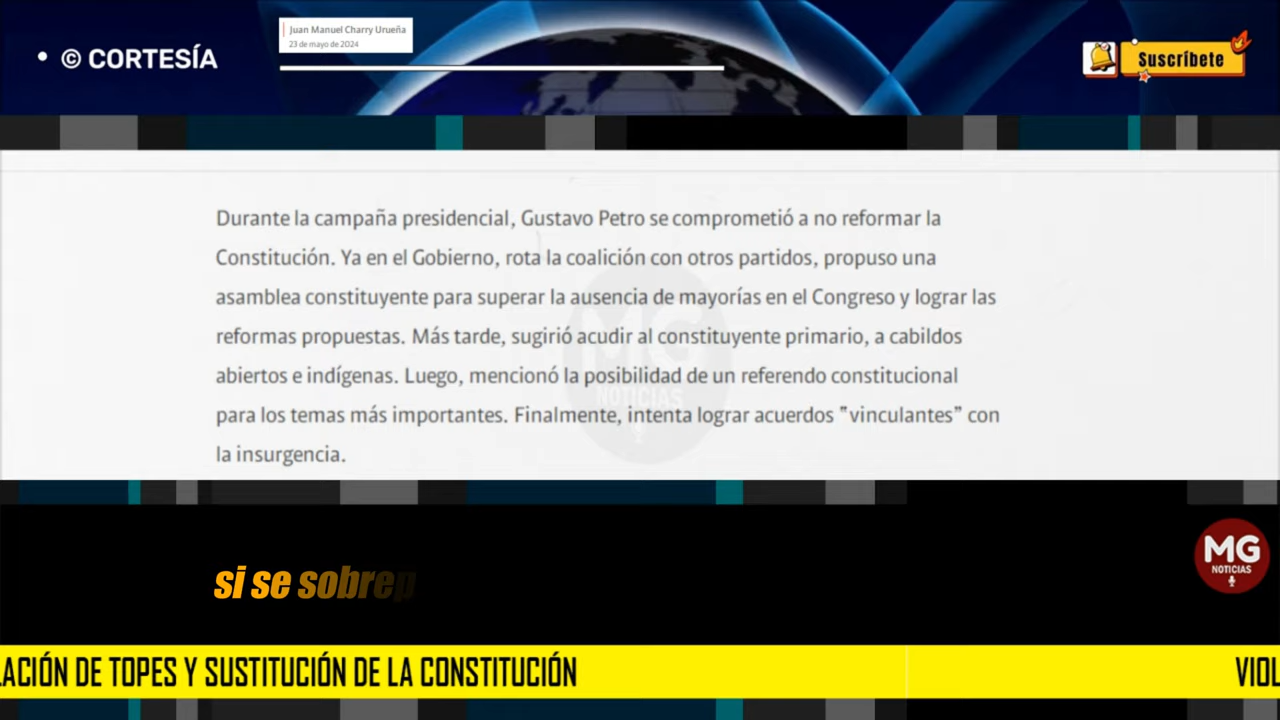 • © CORTESÍA
Juan Manuel Charry Urueña
23 de mayo de 2024
Suscríbete
Durante la campaña presidencial, Gustavo Petro se comprometió a no reformar la
Constitución. Ya en el Gobierno, rota la coalición con otros partidos, propuso una
asamblea constituyente para superar la ausencia de mayorías en el Congreso y lograr las
reformas propuestas. Más tarde, sugirió acudir al constituyente primario, a cabildos
abiertos e indígenas. Luego, mencionó la posibilidad de un referendo constitucional
para los temas más importantes. Finalmente, intenta lograr acuerdos "vinculantes" con
la insurgencia.
MG
NOTICIAS
si se sobrep
MG
NOTICIAS
LACIÓN DE TOPES Y SUSTITUCIÓN DE LA CONSTITUCIÓN VIOL